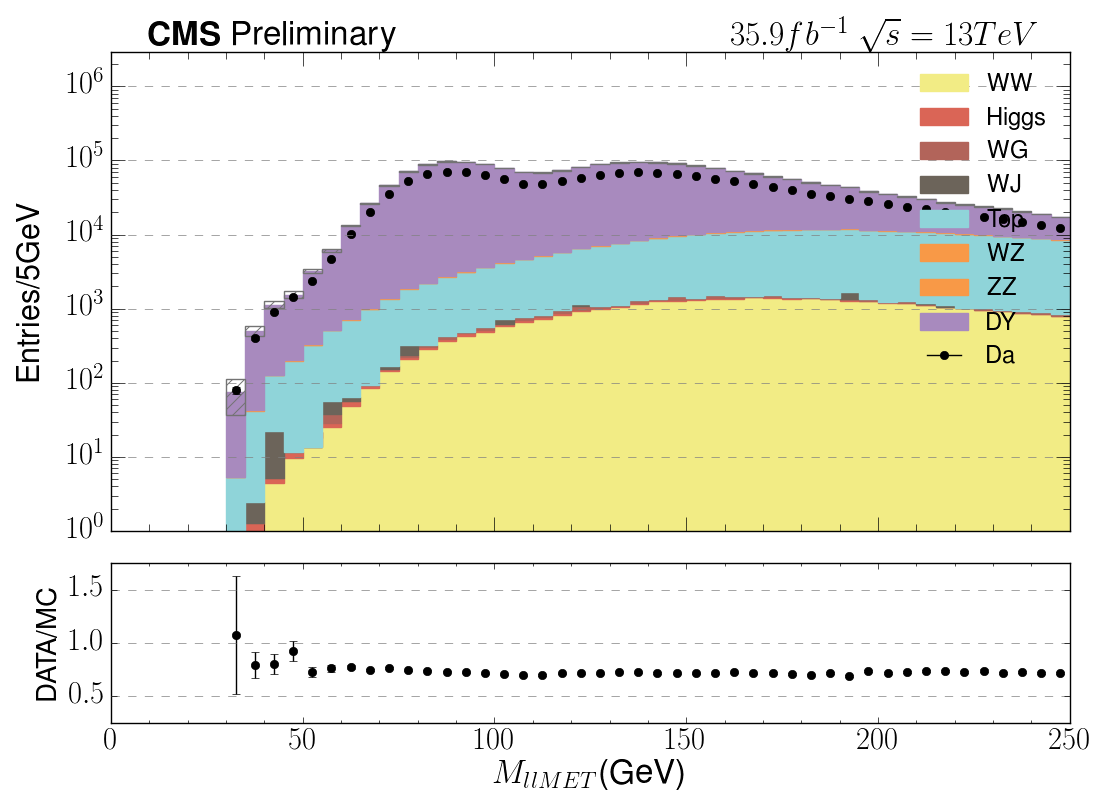 CMS Preliminary
35.9fb⁻¹ √s = 13TeV
Entries/5GeV
10⁶
10⁵
10⁴
10³
10²
10¹
10⁰
WW
Higgs
WG
WJ
Top
WZ
ZZ
DY
Da
DATA/MC
1.5
1.0
0.5
0 50 100 150 200 250
M_{llMET}(GeV)